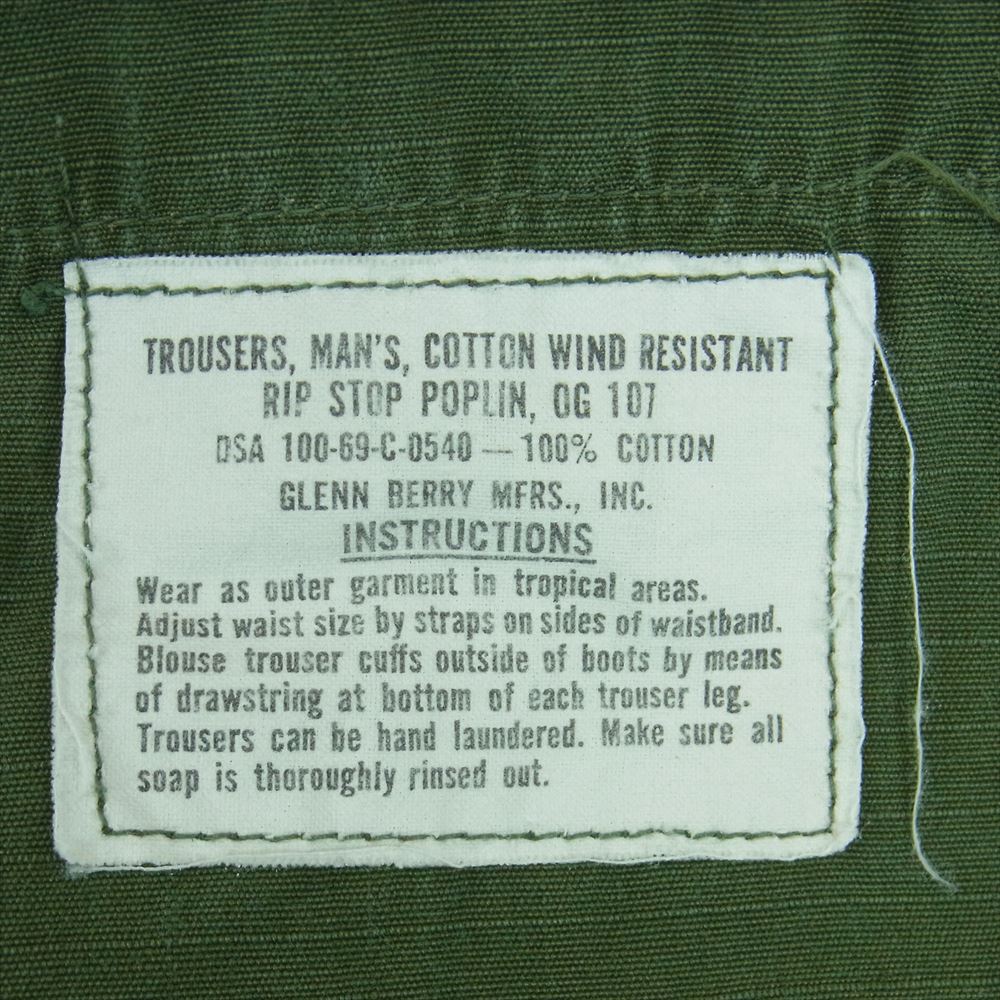 TROUSERS, MAN'S, COTTON WIND RESISTANT
RIP STOP POPLIN, OG 107
DSA 100-69-C-0540 — 100% COTTON
GLENN BERRY MFRS., INC.
INSTRUCTIONS
Wear as outer garment in tropical areas.
Adjust waist size by straps on sides of waistband.
Blouse trouser cuffs outside of boots by means
of drawstring at bottom of each trouser leg.
Trousers can be hand laundered. Make sure all
soap is thoroughly rinsed out.